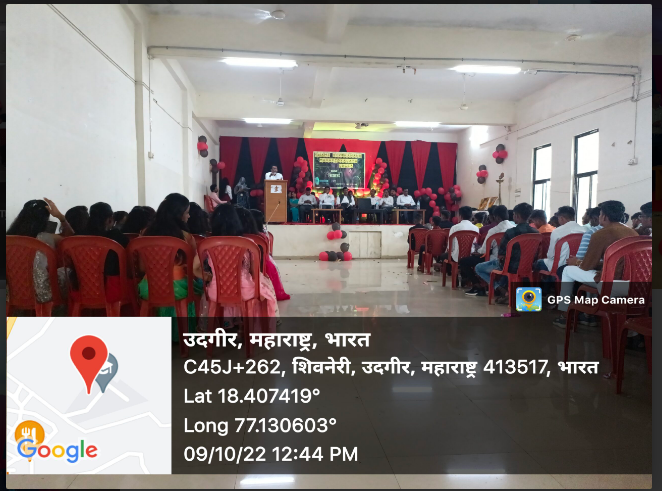 GPS Map Camera
उदगीर, महाराष्ट्र, भारत
C45J+262, शिवनेरी, उदगीर, महाराष्ट्र 413517, भारत
Lat 18.407419°
Long 77.130603°
09/10/22 12:44 PM
Google